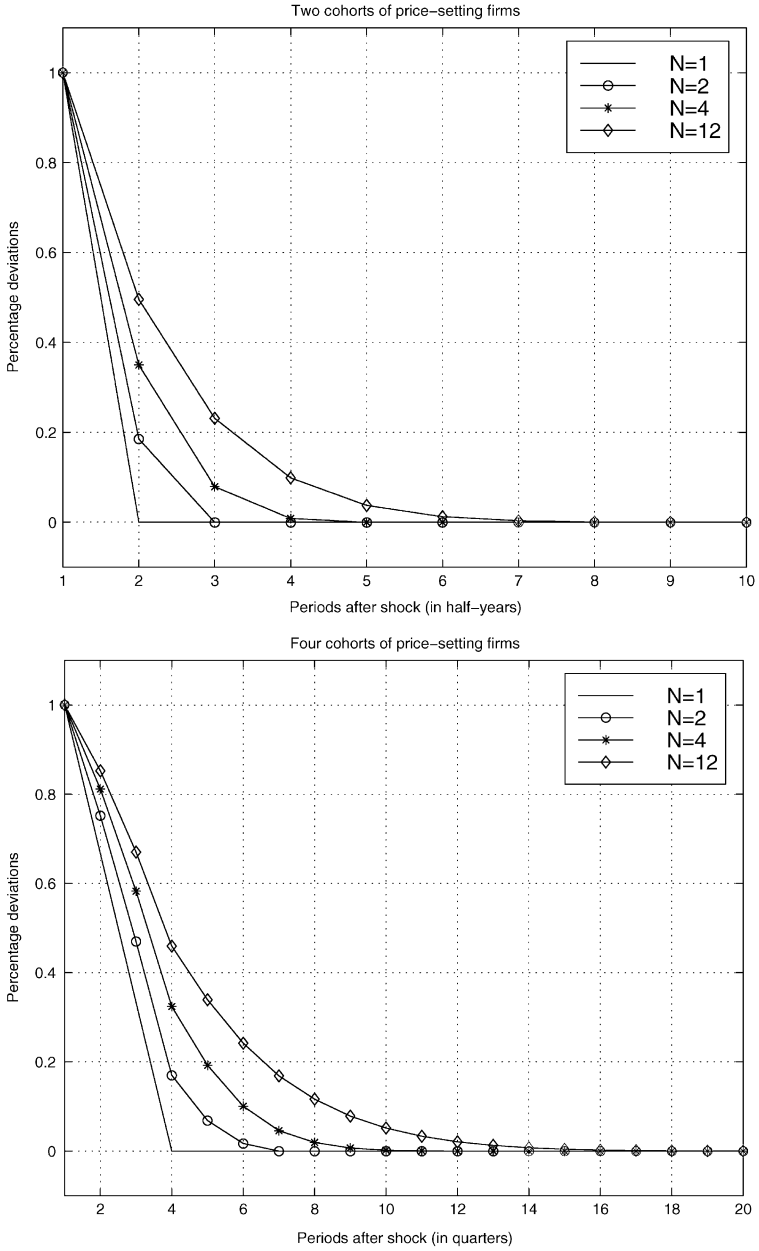 Two cohorts of price-setting firms
1
0.8
0.6
0.4
0.2
0
Percentage deviations
N=1
N=2
N=4
N=12
1 2 3 4 5 6 7 8 9 10
Periods after shock (in half-years)
Four cohorts of price-setting firms
1
0.8
0.6
0.4
0.2
0
Percentage deviations
N=1
N=2
N=4
N=12
2 4 6 8 10 12 14 16 18 20
Periods after shock (in quarters)